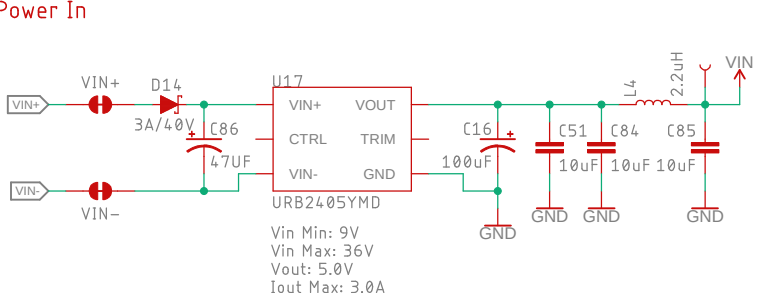 Power In
VIN+
VIN+
D14
3A/40V
C86
47UF
U17
VIN+
VOUT
CTRL
TRIM
VIN-
GND
URB2405YMD
Vin Min: 9V
Vin Max: 36V
Vout: 5.0V
Iout Max: 3.0A
VIN-
VIN-
C16
100uF
GND
C51
10uF
GND
C84
10uF
GND
L4
2.2uH
C85
10uF
GND
VIN